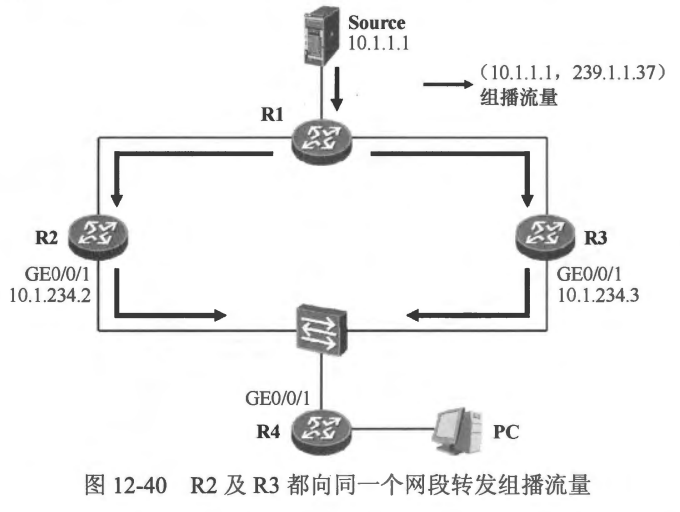 Source
10.1.1.1
（10.1.1.1，239.1.1.37）
组播流量
R1
R2
R3
GE0/0/1
10.1.234.2
GE0/0/1
10.1.234.3
GE0/0/1
R4
PC
图 12-40 R2 及 R3 都向同一个网段转发组播流量